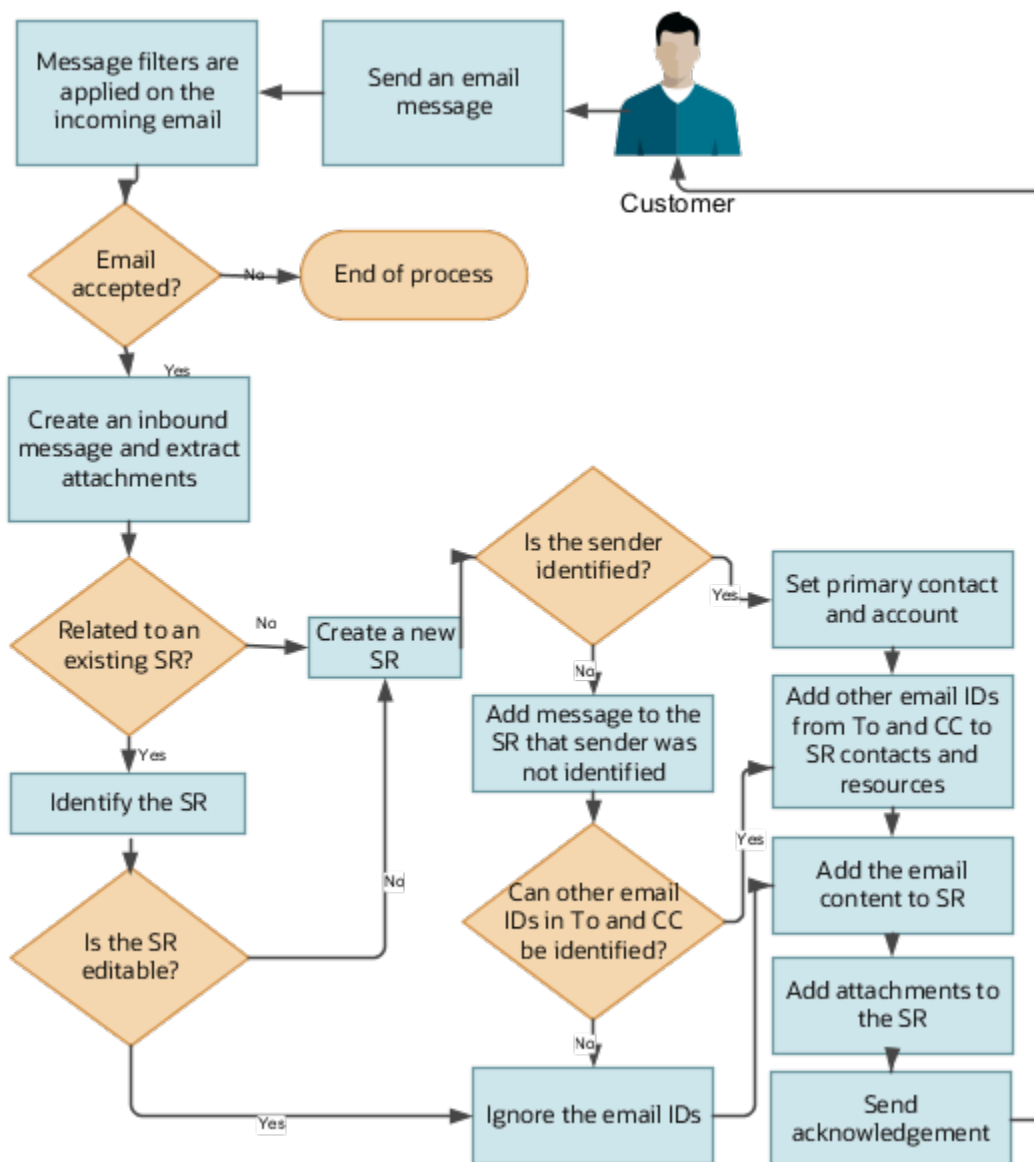 Message filters are
applied on the
incoming email
Send an email
message
Customer
Email
accepted?
No
End of process
Yes
Create an inbound
message and extract
attachments
Related to an
existing SR?
No
Create a new
SR
Is the sender
identified?
Yes
Set primary contact
and account
No
Add message to the
SR that sender was
not identified
Add other email IDs
from To and CC to
SR contacts and
resources
Yes
Identify the SR
Yes
Can other email
IDs in To and CC
be identified?
Add the email
content to SR
No
Is the SR
editable?
Add attachments to
the SR
No
Yes
Ignore the email IDs
Send
acknowledgement